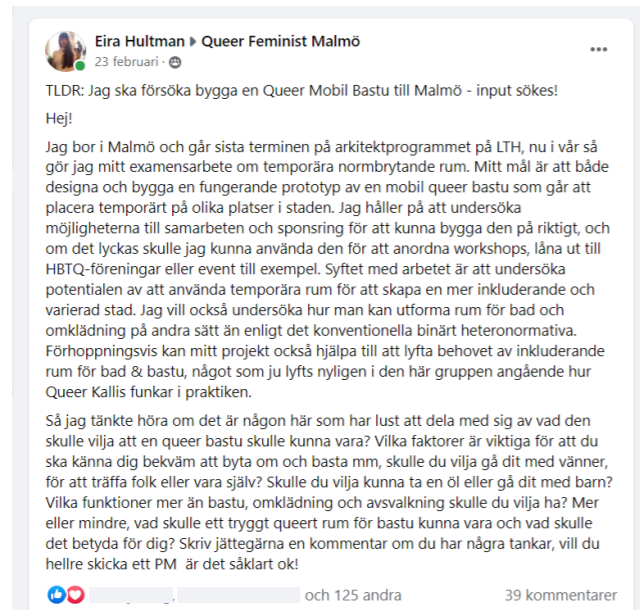 Eira Hultman ▸ Queer Feminist Malmö
23 februari ·
TLDR: Jag ska försöka bygga en Queer Mobil Bastu till Malmö - input sökes!
Hej!
Jag bor i Malmö och går sista terminen på arkitektprogrammet på LTH, nu i vår så
gör jag mitt examensarbete om temporära normbrytande rum. Mitt mål är att både
designa och bygga en fungerande prototyp av en mobil queer bastu som går att
placera temporärt på olika platser i staden. Jag håller på att undersöka
möjligheterna till samarbeten och sponsring för att kunna bygga den på riktigt, och
om det lyckas skulle jag kunna använda den för att anordna workshops, låna ut till
HBTQ-föreningar eller event till exempel. Syftet med arbetet är att undersöka
potentialen av att använda temporära rum för att skapa en mer inkluderande och
varierad stad. Jag vill också undersöka hur man kan utforma rum för bad och
omklädning på andra sätt än enligt det konventionella binärt heteronormativa.
Förhoppningsvis kan mitt projekt också hjälpa till att lyfta behovet av inkluderande
rum för bad & bastu, något som ju lyfts nyligen i den här gruppen angående hur
Queer Kallis funkar i praktiken.
Så jag tänkte höra om det är någon här som har lust att dela med sig av vad den
skulle vilja att en queer bastu skulle kunna vara? Vilka faktorer är viktiga för att du
ska känna dig bekväm att byta om och basta mm, skulle du vilja gå dit med vänner,
för att träffa folk eller vara själv? Skulle du vilja kunna ta en öl eller gå dit med barn?
Vilka funktioner mer än bastu, omklädning och avsvalkning skulle du vilja ha? Mer
eller mindre, vad skulle ett tryggt queert rum för bastu kunna vara och vad skulle
det betyda för dig? Skriv jättegärna en kommentar om du har några tankar, vill du
hellre skicka ett PM är det såklart ok!
och 125 andra
39 kommentarer